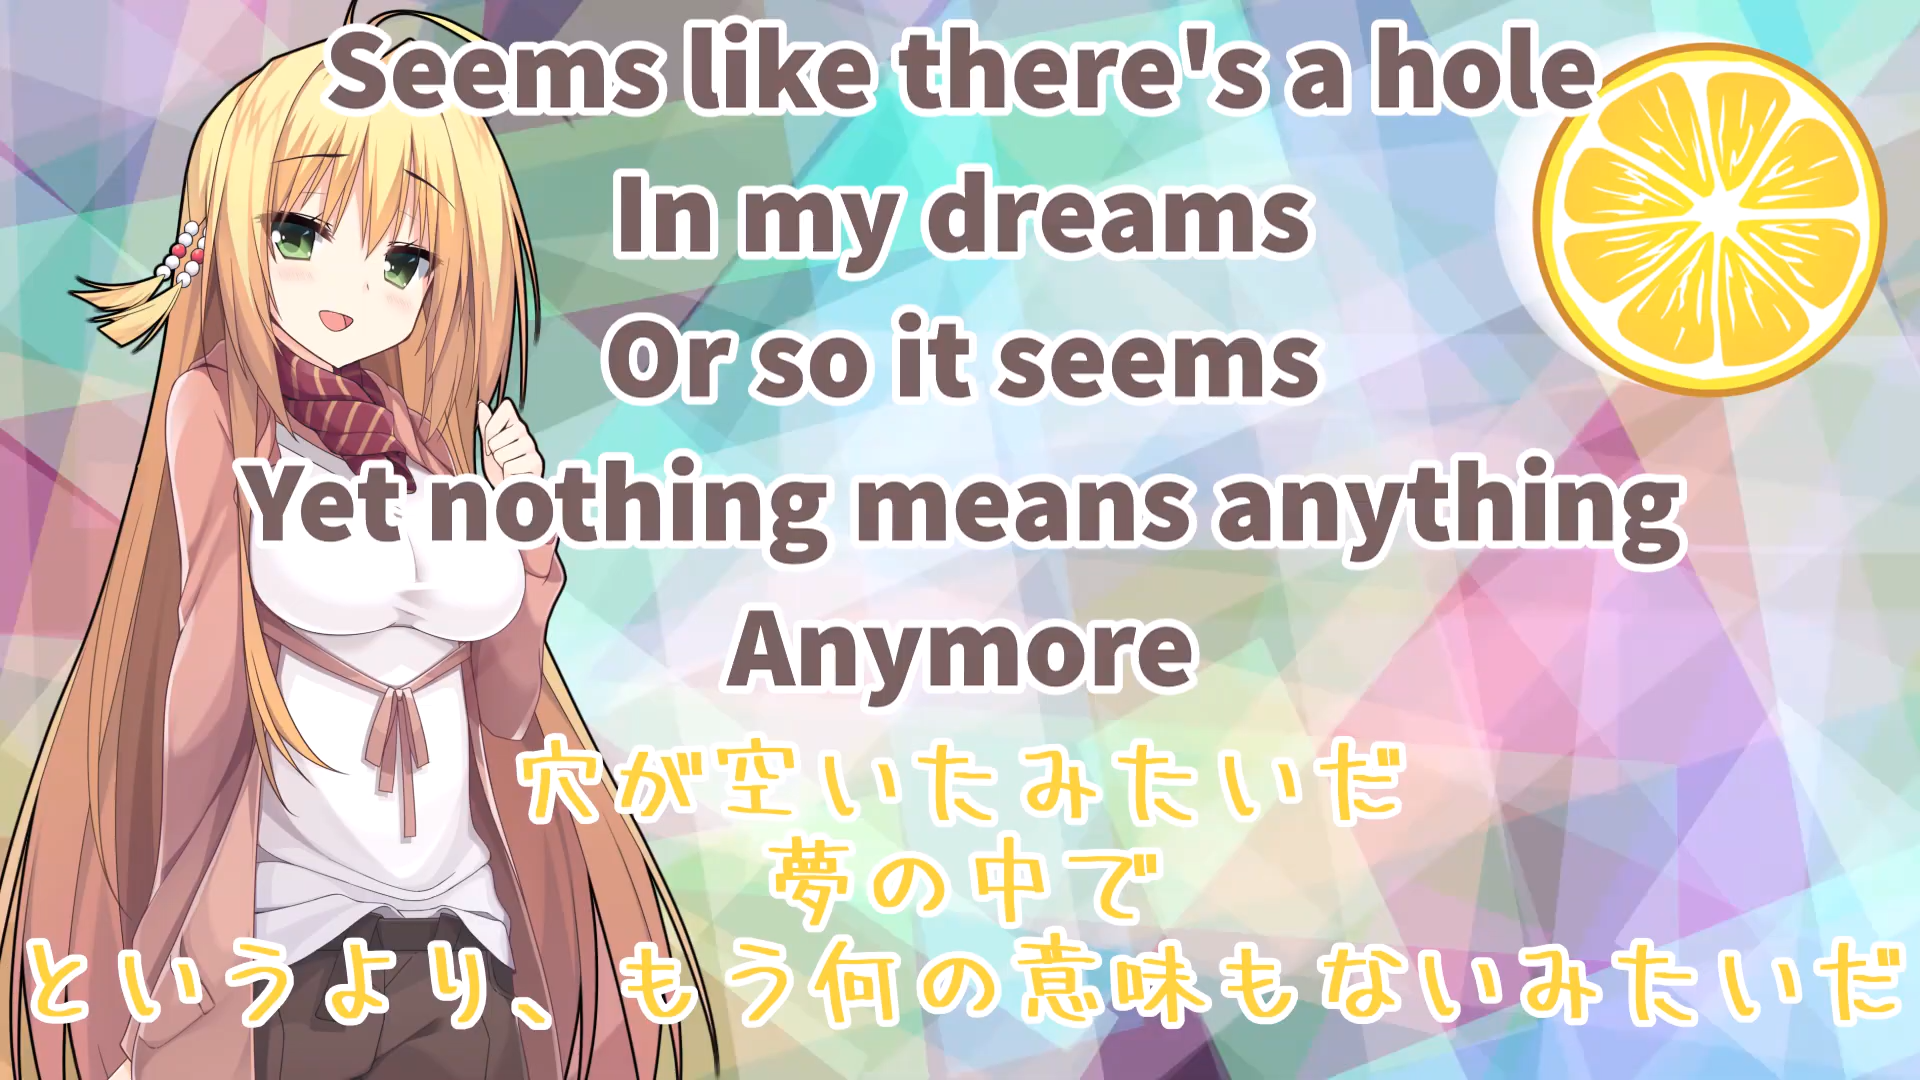 Seems like there's a hole
In my dreams
Or so it seems
Yet nothing means anything
Anymore
穴が空いたみたいだ
夢の中で
というより、もう何の意味もないみたいだ